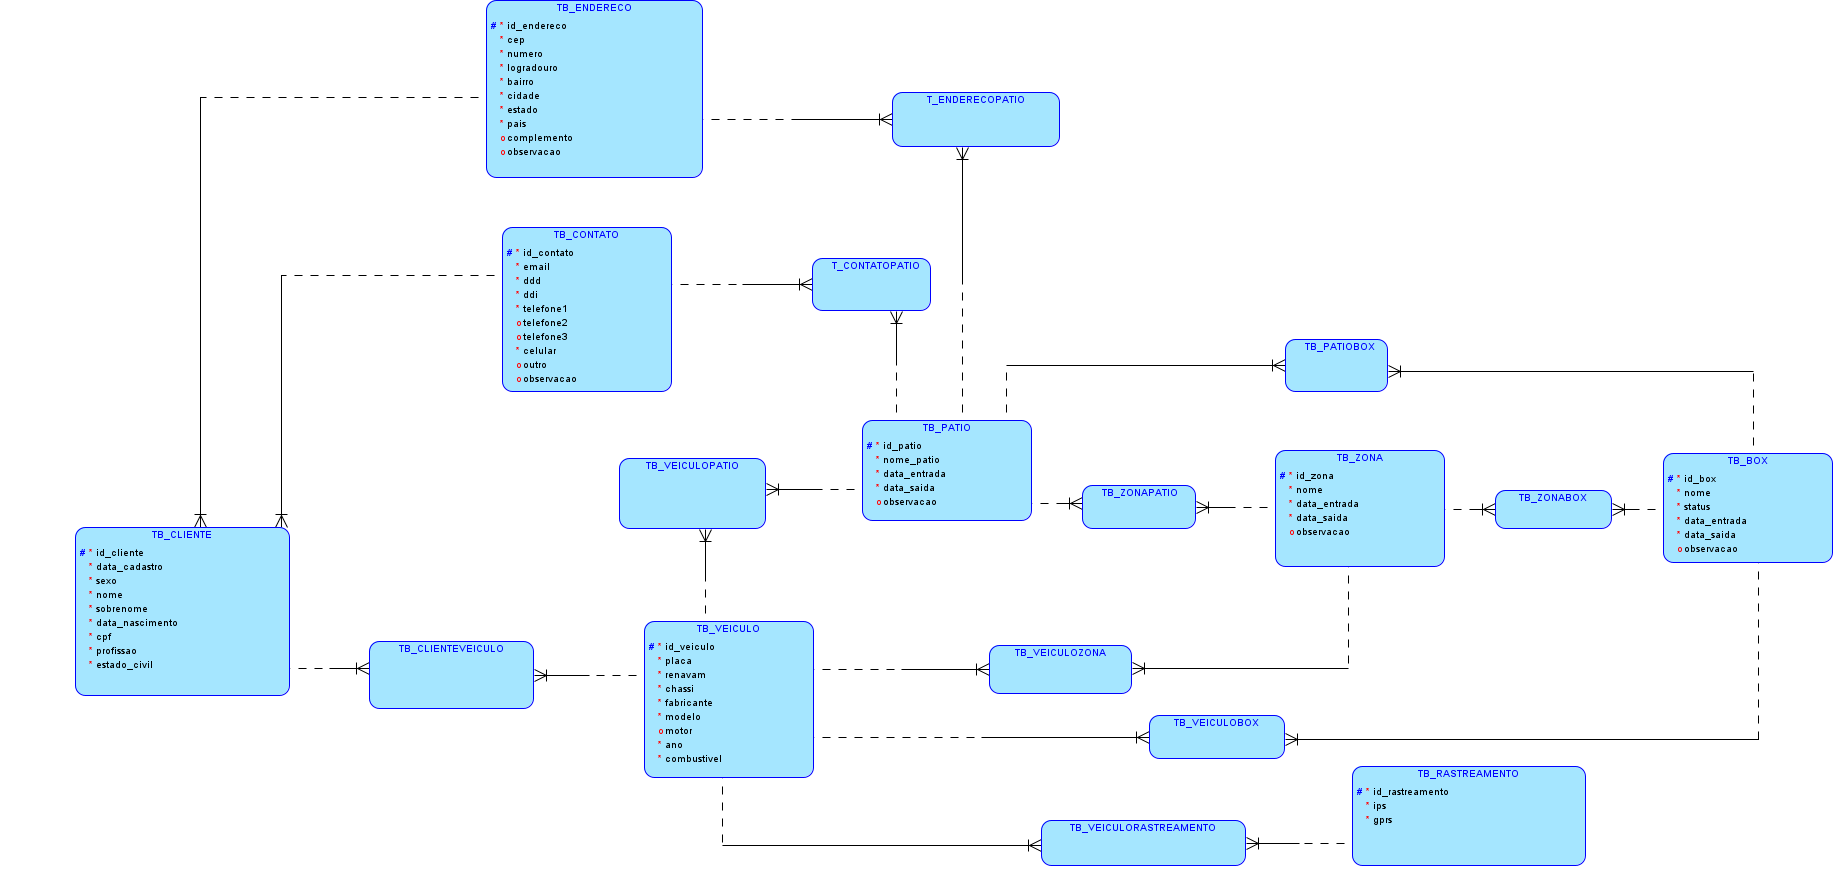 TB_ENDERECO
# * id_endereco
* cep
* numero
* logradouro
* bairro
* cidade
* estado
* pais
o complemento
o observacao
T_ENDERECOPATIO
TB_CONTATO
# * id_contato
* email
* ddd
* ddi
* telefone1
o telefone2
o telefone3
* celular
o outro
o observacao
T_CONTATOPATIO
TB_PATIOBOX
TB_PATIO
# * id_patio
* nome_patio
* data_entrada
* data_saida
o observacao
TB_VEICULOPATIO
TB_ZONAPATIO
TB_ZONA
# * id_zona
* nome
* data_entrada
* data_saida
o observacao
TB_ZONABOX
TB_BOX
# * id_box
* nome
* status
* data_entrada
* data_saida
o observacao
TB_CLIENTE
# * id_cliente
* data_cadastro
* sexo
* nome
* sobrenome
* data_nascimento
* cpf
* profissao
* estado_civil
TB_CLIENTEVEICULO
TB_VEICULO
# * id_veiculo
* placa
* renavam
* chassi
* fabricante
* modelo
o motor
* ano
* combustivel
TB_VEICULOZONA
TB_VEICULOBOX
TB_RASTREAMENTO
# * id_rastreamento
* ips
* gprs
TB_VEICULORASTREAMENTO